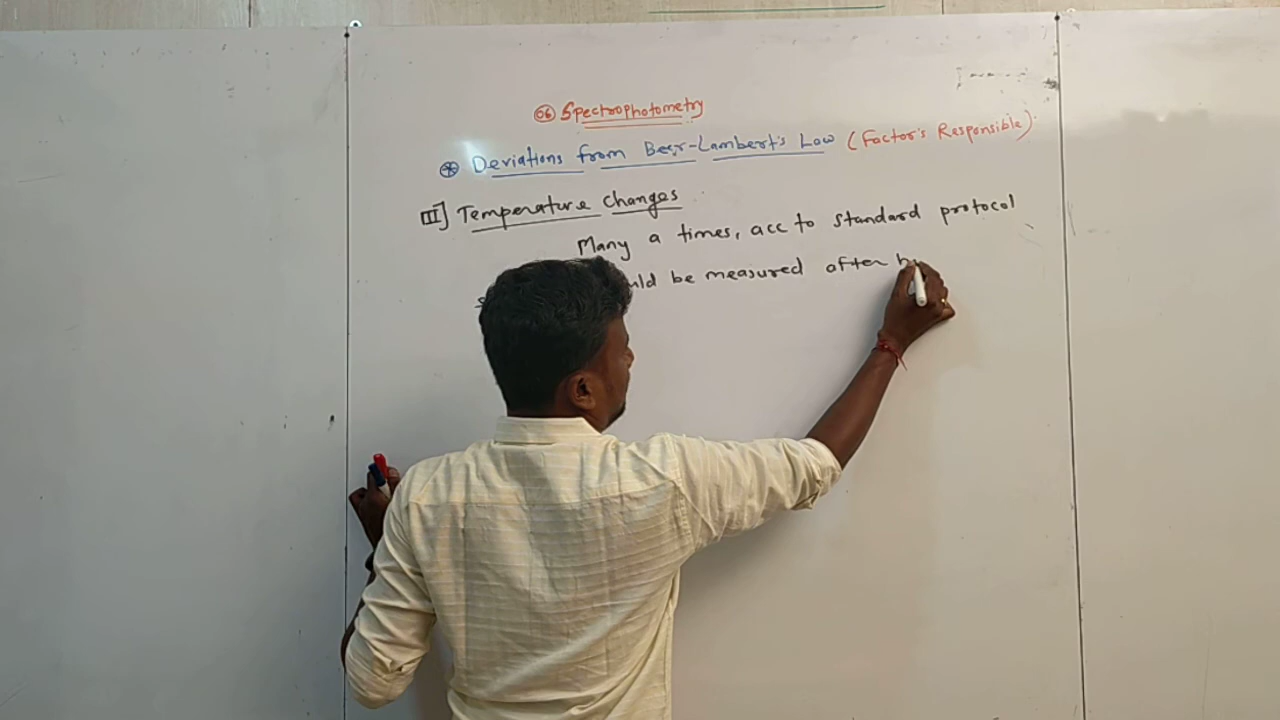 06 Spectrophotometry
* Deviations from Beer-Lambert's Law (Factor's Responsible).
III] Temperature Changes
Many a times, acc to standard protocol
be measured after